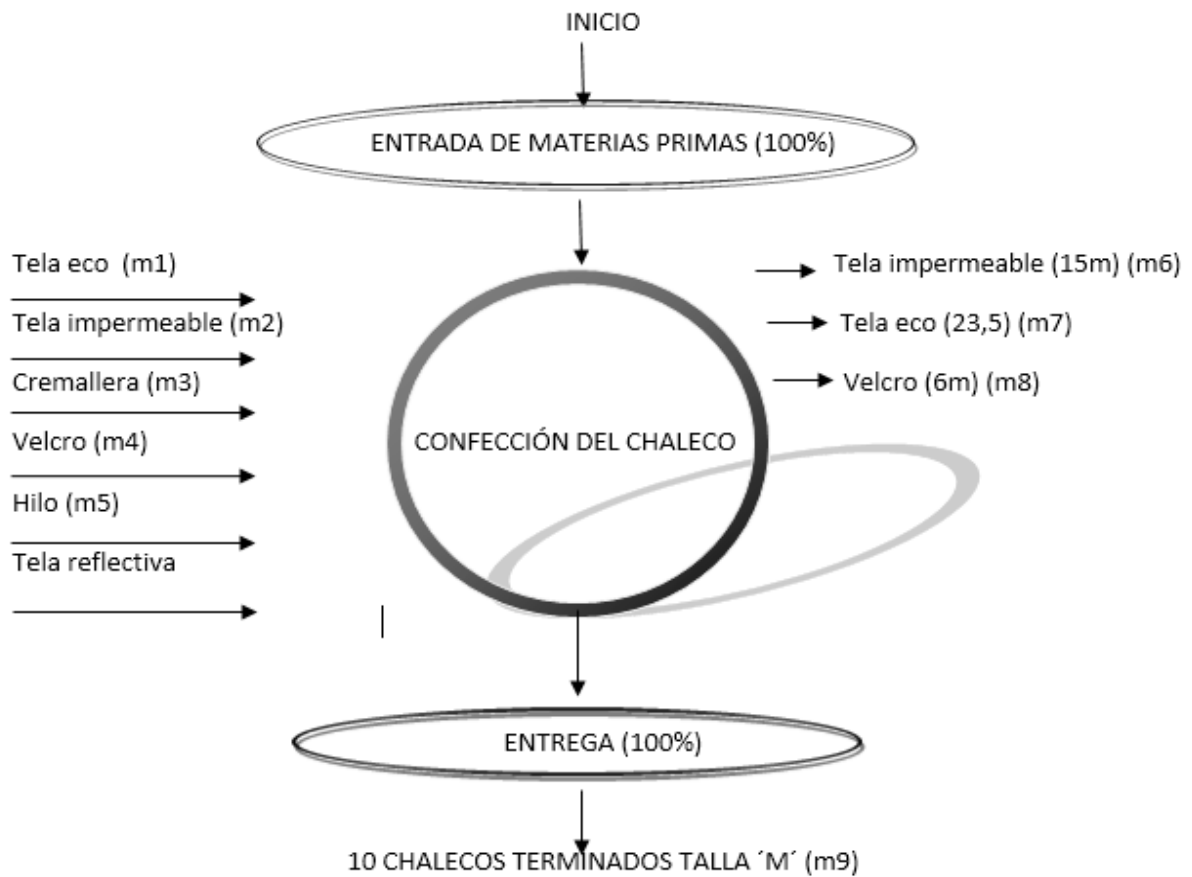 INICIO
ENTRADA DE MATERIAS PRIMAS (100%)
Tela eco (m1)
Tela impermeable (m2)
Cremallera (m3)
Velcro (m4)
Hilo (m5)
Tela reflectiva
CONFECCIÓN DEL CHALECO
Tela impermeable (15m) (m6)
Tela eco (23,5) (m7)
Velcro (6m) (m8)
ENTREGA (100%)
10 CHALECOS TERMINADOS TALLA ´M´ (m9)